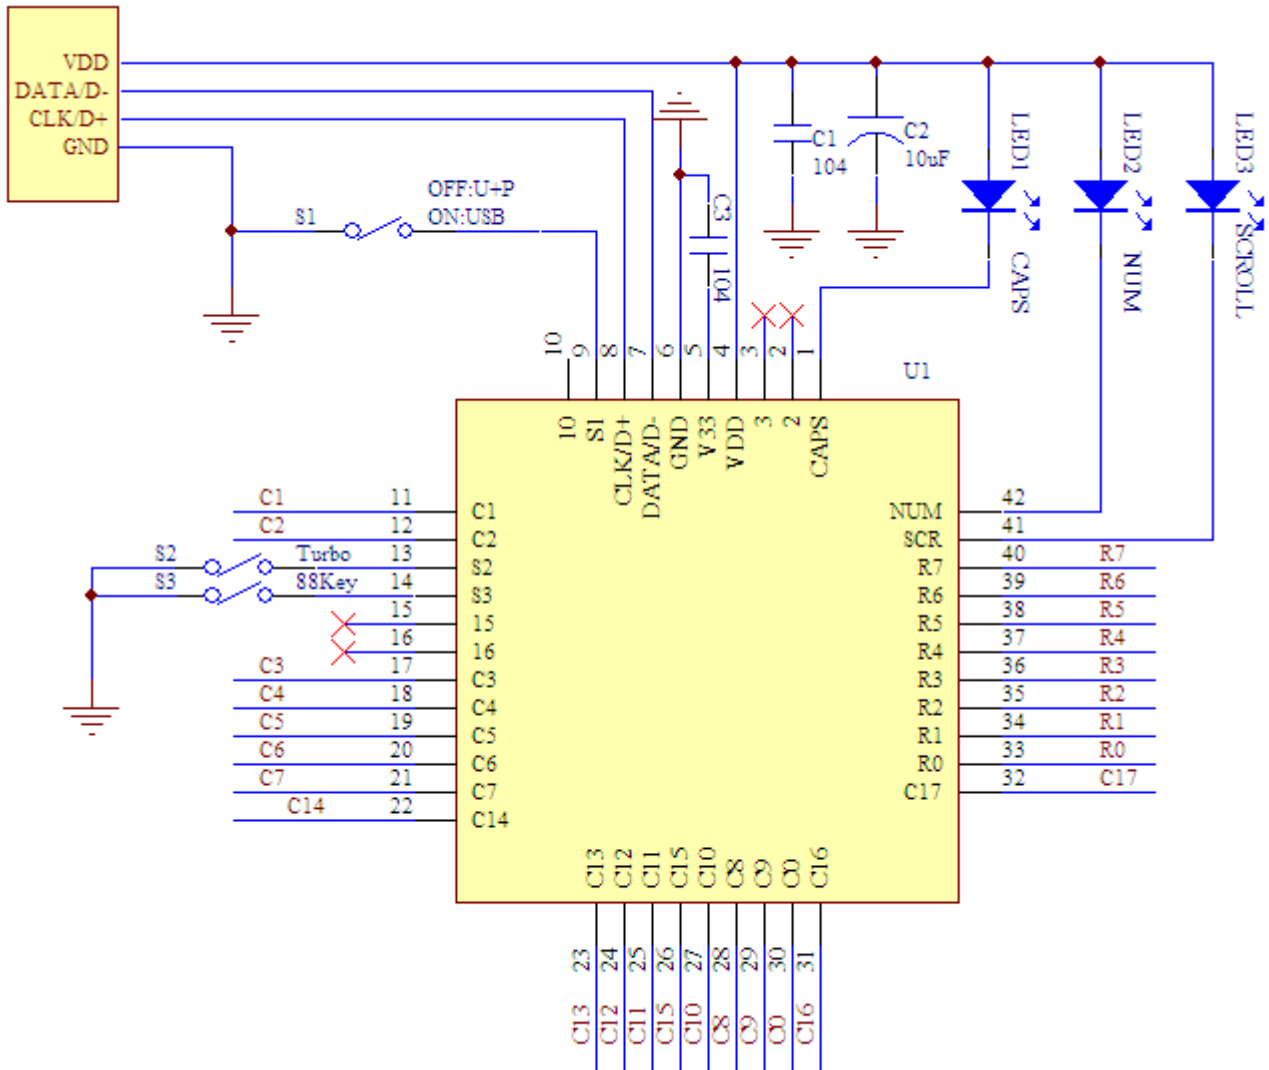 VDD
DATA/D-
CLK/D+
GND
S1
OFF:U+P
ON:USB
C3
104
C1
104
C2
10uF
LED1
CAPS
LED2
NUM
LED3
SCROLL
10 9 8 7 6 5 4 3 2 1
U1
10 S1 CLK/D+ DATA/D- GND V33 VDD 3 2 CAPS
C1 11 C1
C2 12 C2
S2 Turbo 13 S2
S3 88Key 14 S3
15 15
16 16
C3 17 C3
C4 18 C4
C5 19 C5
C6 20 C6
C7 21 C7
C14 22 C14
NUM 42
SCR 41
R7 40 R7
R6 39 R6
R5 38 R5
R4 37 R4
R3 36 R3
R2 35 R2
R1 34 R1
R0 33 R0
C17 32 C17
C13 C12 C11 C15 C10 C8 C9 C0 C16
23 24 25 26 27 28 29 30 31
C13 C12 C11 C15 C10 C8 C9 C0 C16